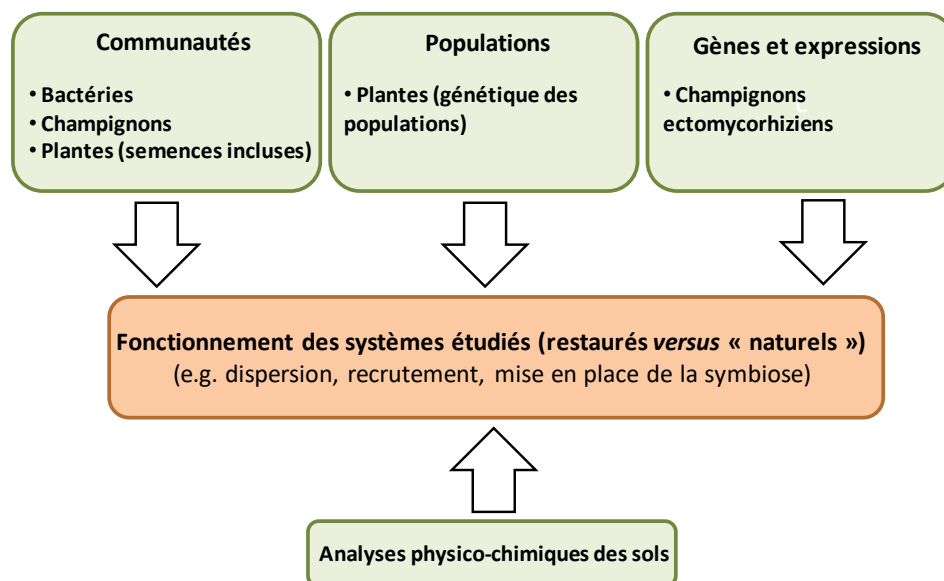 Communautés
• Bactéries
• Champignons
• Plantes (semences incluses)
Populations
• Plantes (génétique des
populations)
Gènes et expressions
• Champignons
ectomycorhiziens
Fonctionnement des systèmes étudiés (restaurés versus « naturels »)
(e.g. dispersion, recrutement, mise en place de la symbiose)
Analyses physico-chimiques des sols